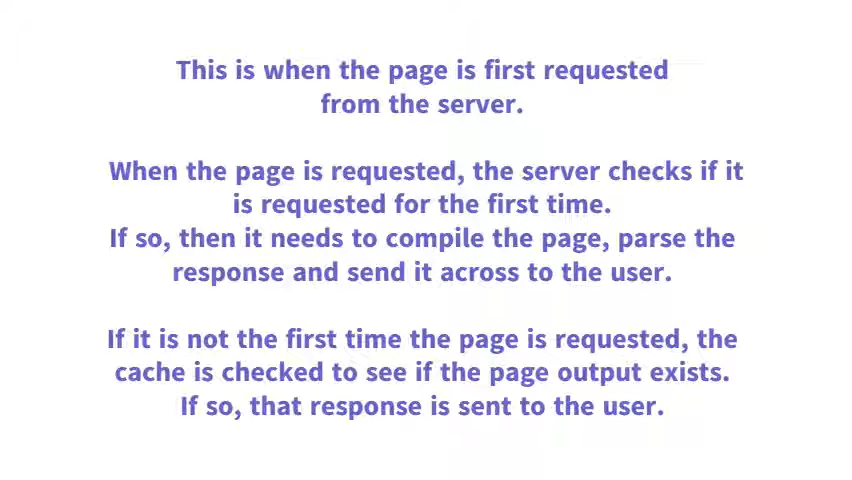 This is when the page is first requested
from the server.
When the page is requested, the server checks if it
is requested for the first time.
If so, then it needs to compile the page, parse the
response and send it across to the user.
If it is not the first time the page is requested, the
cache is checked to see if the page output exists.
If so, that response is sent to the user.